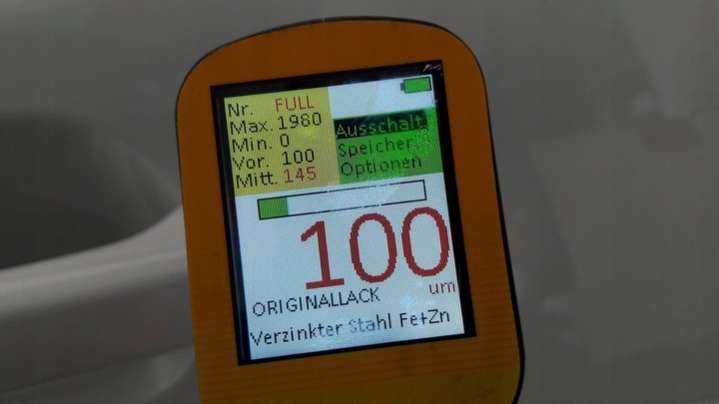 Nr. FULL
Max. 1980
Min. 0
Vor. 100
Mitt. 145
Ausschalt
Speicher
Optionen
100
um
ORIGINALLACK
Verzinkter Stahl Fe+Zn